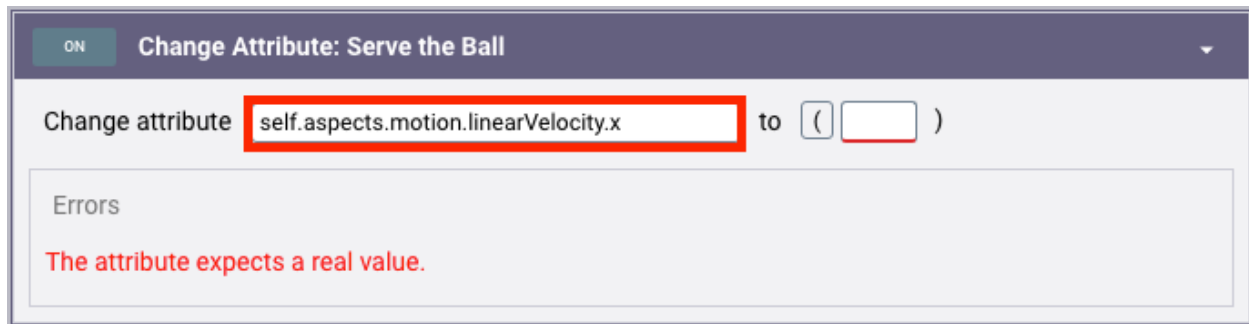 ON Change Attribute: Serve the Ball
Change attribute self.aspects.motion.linearVelocity.x to ( )
Errors
The attribute expects a real value.